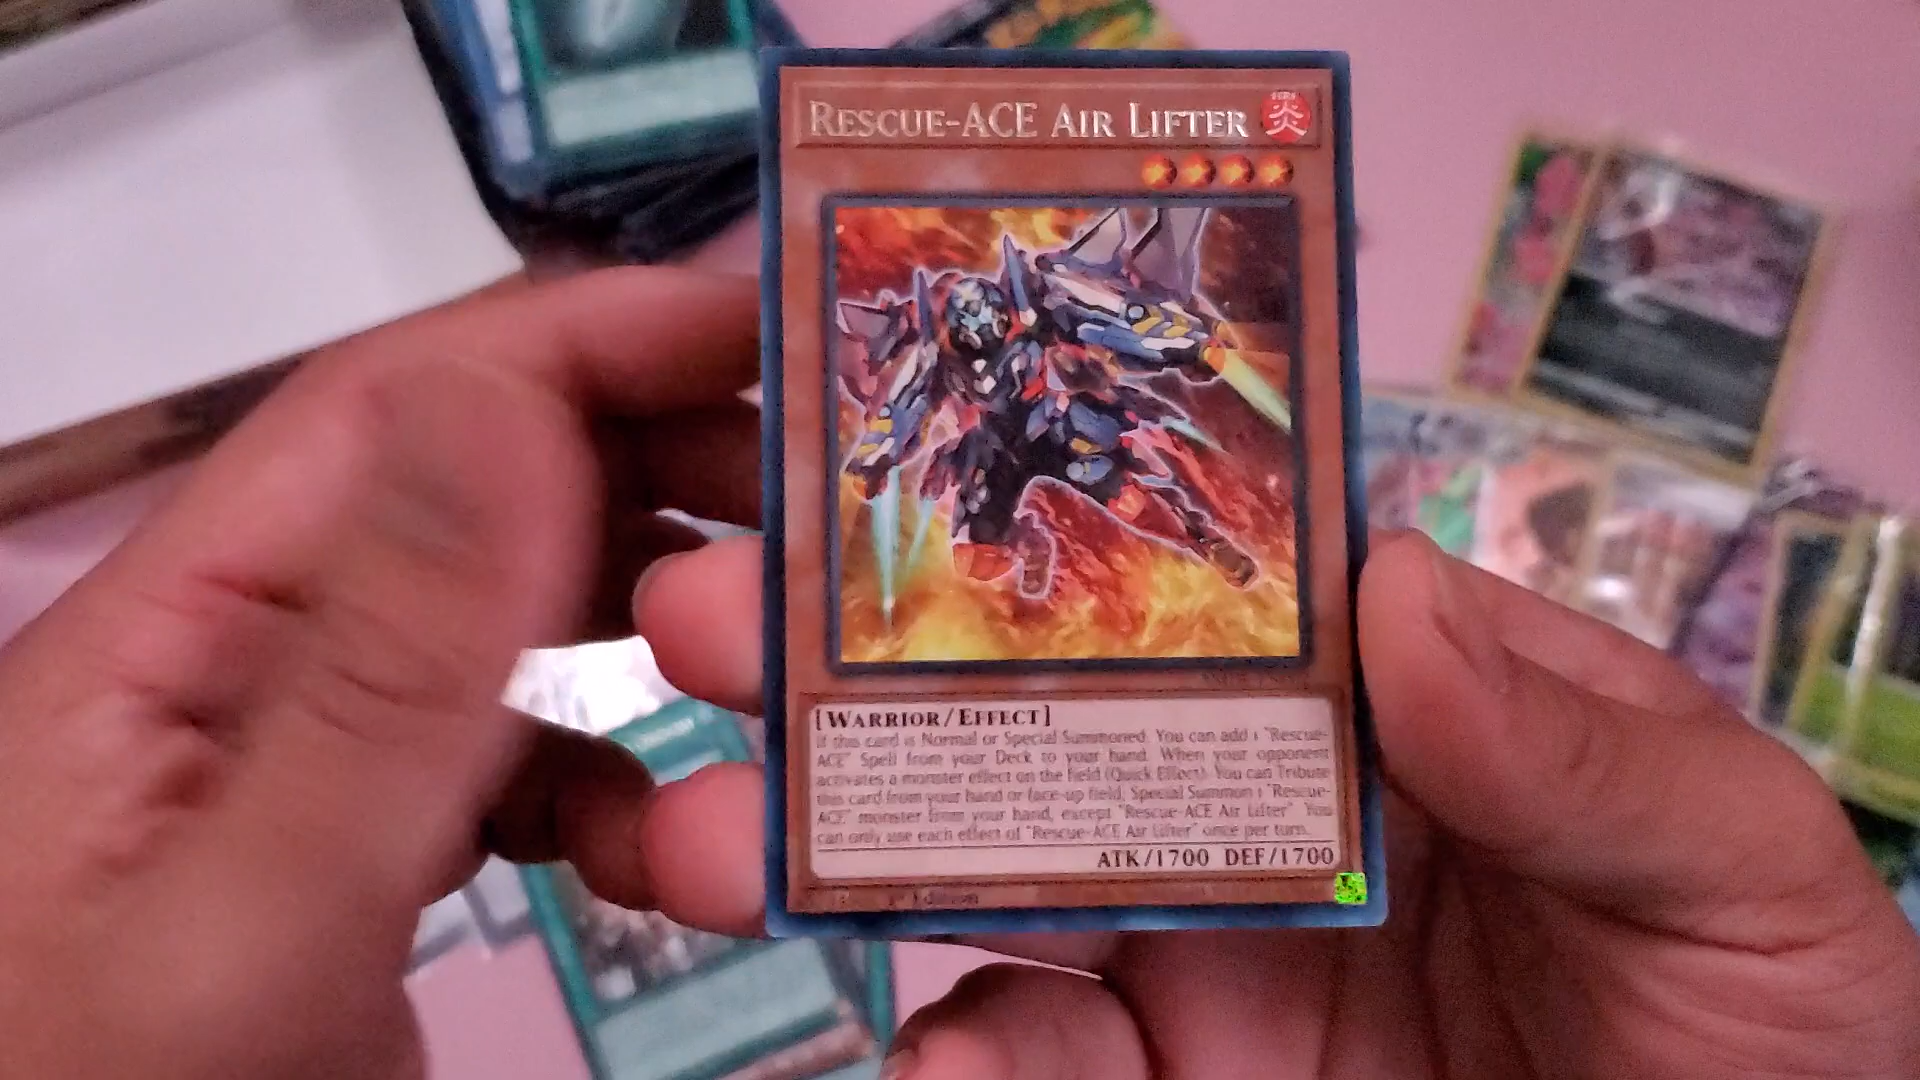 RESCUE-ACE AIR LIFTER
炎
[WARRIOR/EFFECT]
If this card is Normal or Special Summoned: You can add 1 "Rescue-
ACE" Spell from your Deck to your hand. When your opponent
activates a monster effect on the field (Quick Effect): You can Tribute
this card from your hand or face-up field; Special Summon 1 "Rescue-
ACE" monster from your hand, except "Rescue-ACE Air Lifter". You
can only use each effect of "Rescue-ACE Air Lifter" once per turn.
ATK/1700 DEF/1700
1st Edition